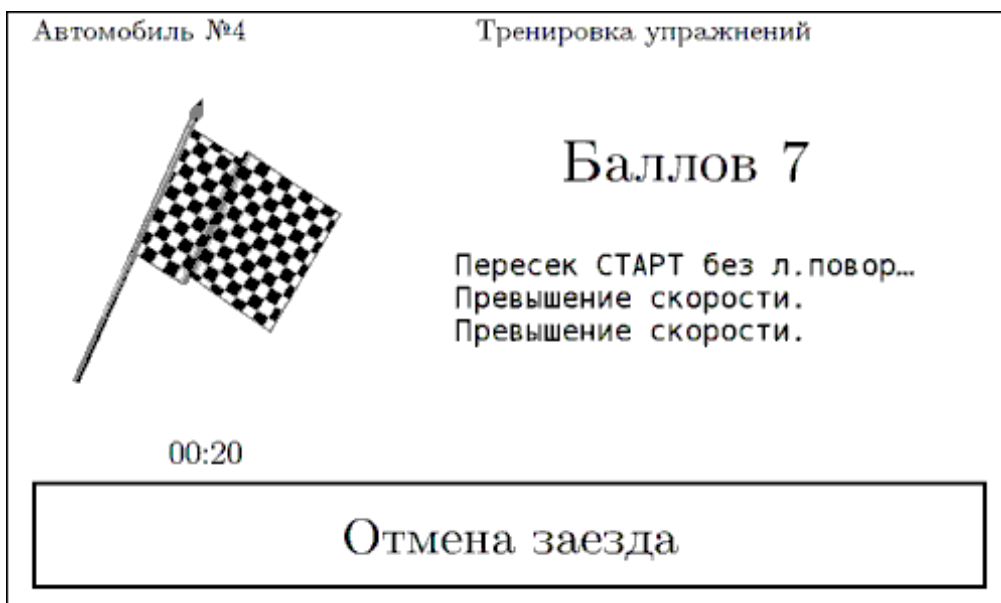 Автомобиль №4
Тренировка упражнений
Баллов 7
Пересек СТАРТ без л.повор…
Превышение скорости.
Превышение скорости.
00:20
Отмена заезда